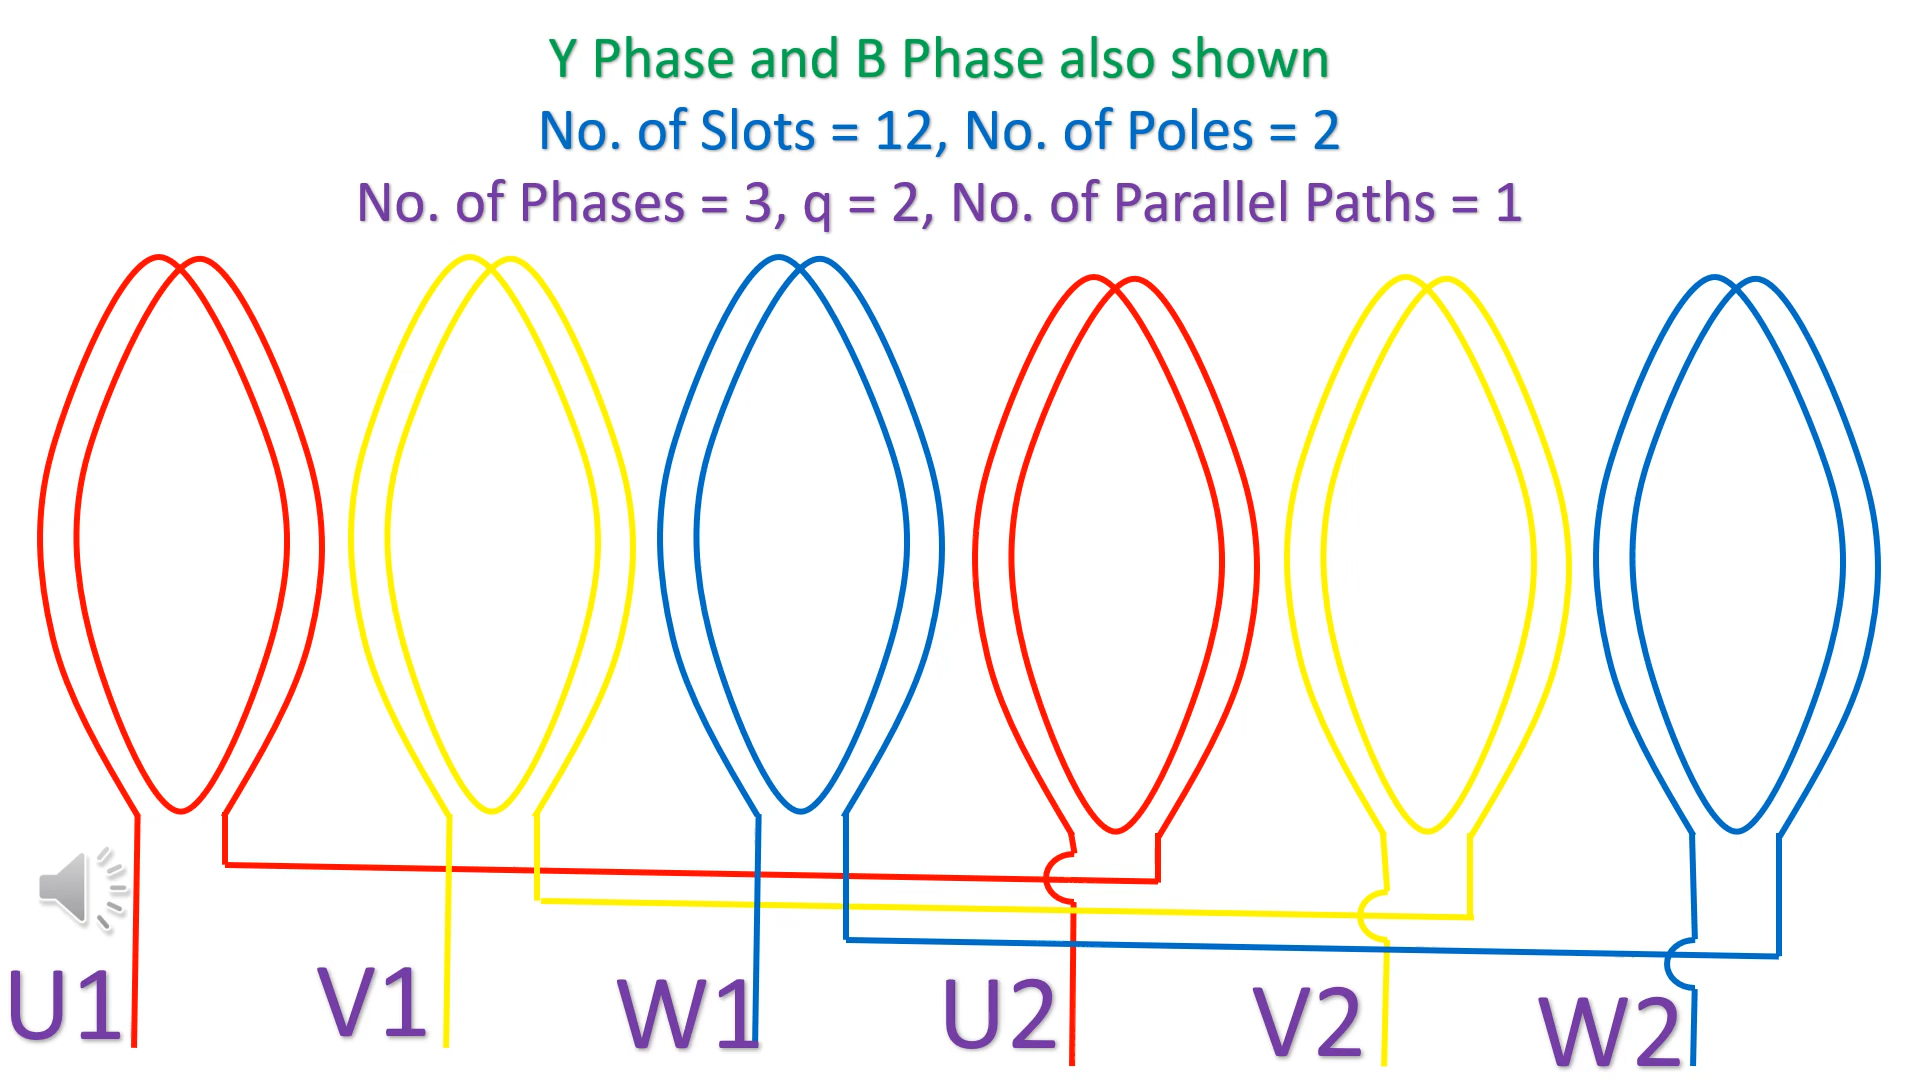 Y Phase and B Phase also shown
No. of Slots = 12, No. of Poles = 2
No. of Phases = 3, q = 2, No. of Parallel Paths = 1
U1 V1 W1 U2 V2 W2